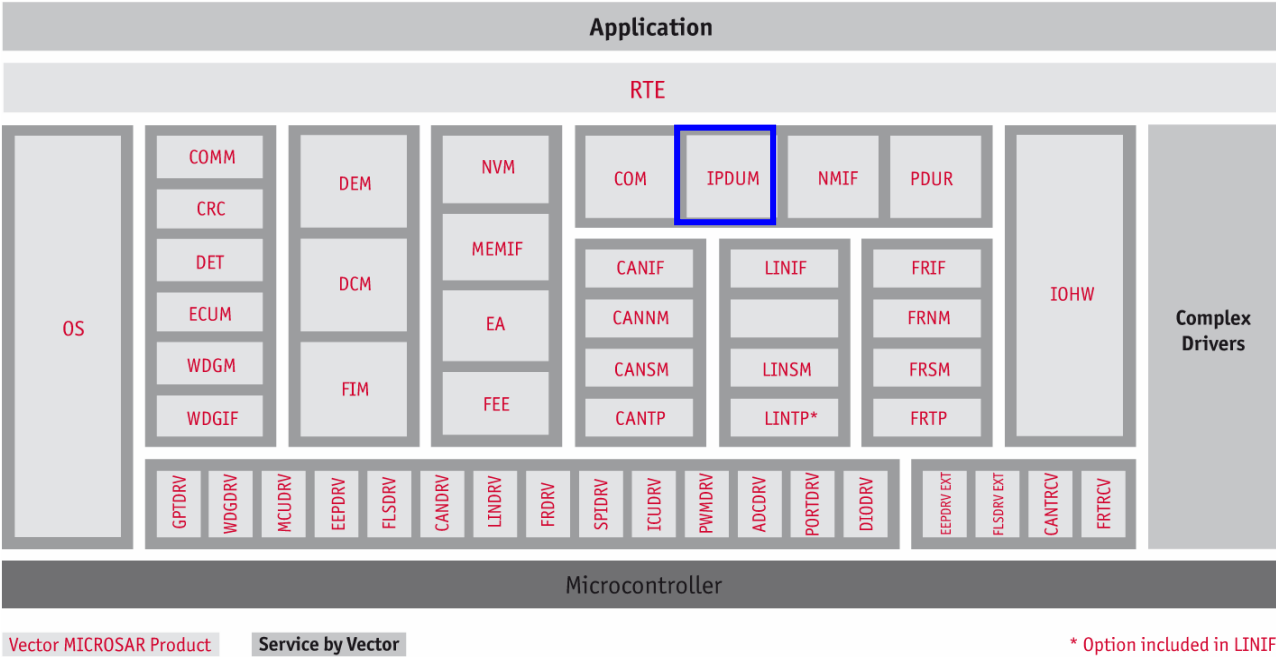 Application
RTE
OS
COMM
CRC
DET
ECUM
WDGM
WDGIF
DEM
DCM
FIM
NVM
MEMIF
EA
FEE
COM
IPDUM
NMIF
PDUR
CANIF
CANNM
CANSM
CANTP
LINIF
LINSM
LINTP*
FRIF
FRNM
FRSM
FRTP
IOHW
Complex
Drivers
GPTDRV
WDGDRV
MCUDRV
EEPDRV
FLSDRV
CANDRV
LINDRV
FRDRV
SPIDRV
ICUDRV
PWMDRV
ADCDRV
PORTDRV
DIODRV
EEPDRV EXT
FLSDRV EXT
CANTRCV
FRTRCV
Microcontroller
Vector MICROSAR Product
Service by Vector
* Option included in LINIF